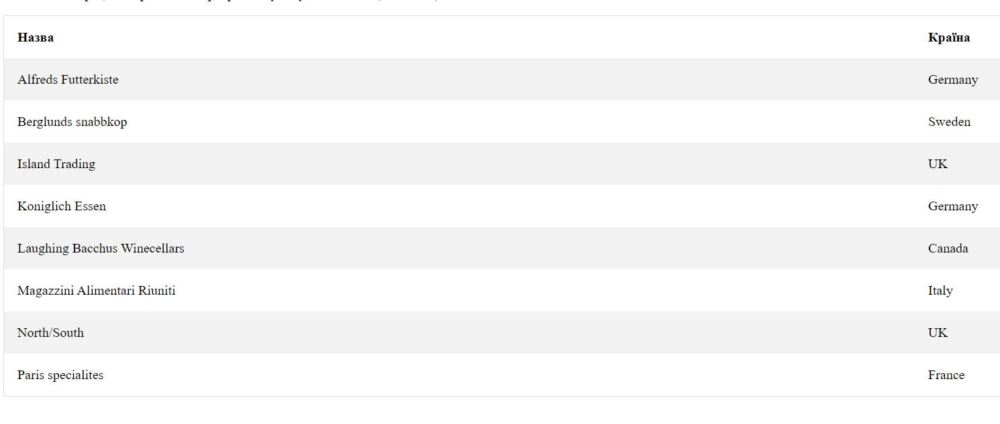 Назва Країна
Alfreds Futterkiste Germany
Berglunds snabbkop Sweden
Island Trading UK
Koniglich Essen Germany
Laughing Bacchus Winecellars Canada
Magazzini Alimentari Riuniti Italy
North/South UK
Paris specialites France